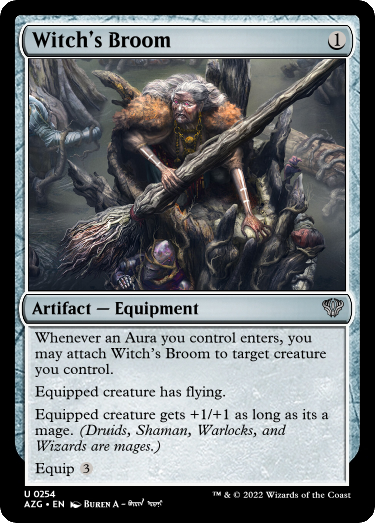 Witch's Broom 1
Artifact — Equipment
Whenever an Aura you control enters, you
may attach Witch's Broom to target creature
you control.
Equipped creature has flying.
Equipped creature gets +1/+1 as long as its a
mage. (Druids, Shaman, Warlocks, and
Wizards are mages.)
Equip 3
U 0254
AZG • EN Buren A -
™ & © 2022 Wizards of the Coast